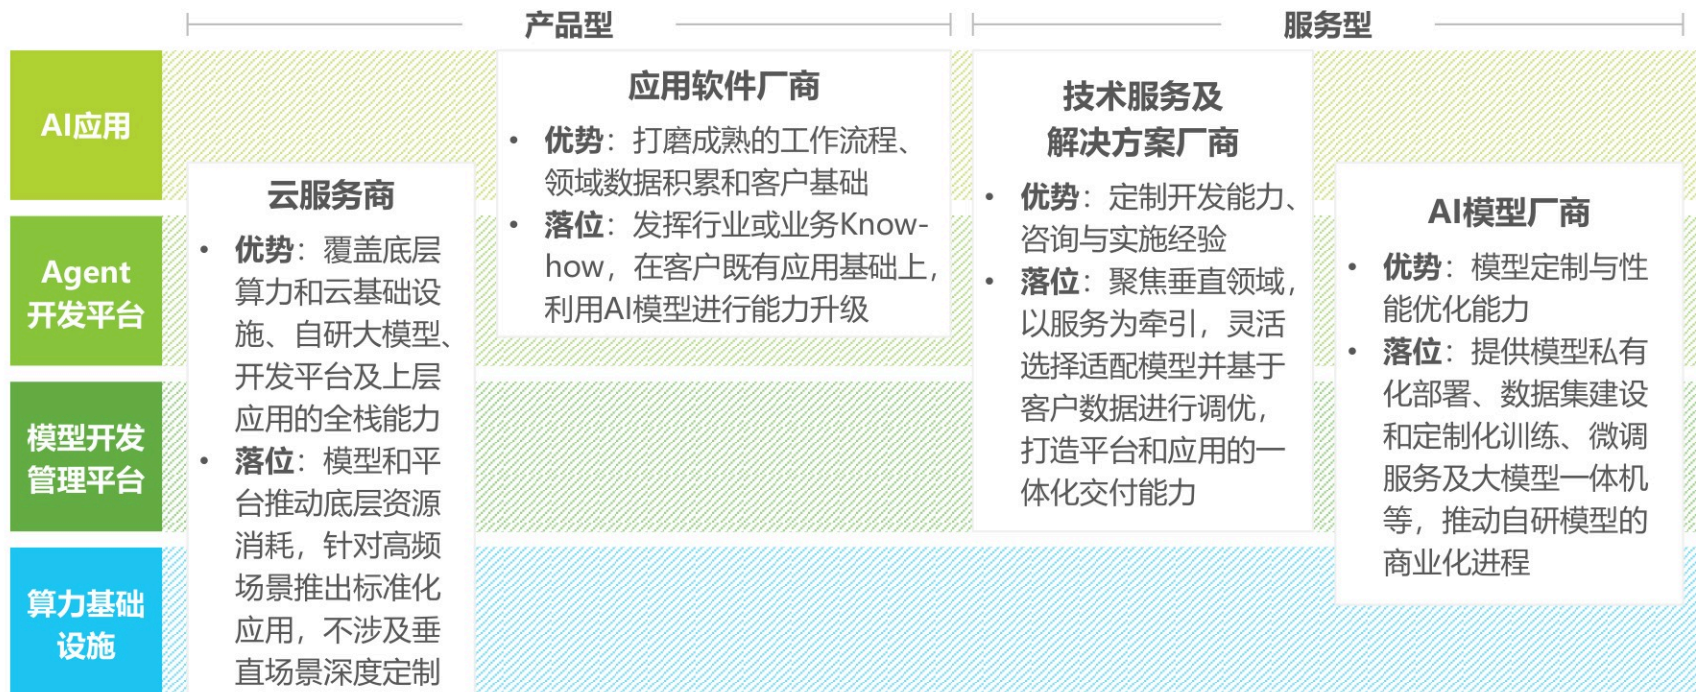 产品型
服务型
AI应用
Agent
开发平台
模型开发
管理平台
算力基础
设施
云服务商
• 优势：覆盖底层
算力和云基础设
施、自研大模型、
开发平台及上层
应用的全栈能力
• 落位：模型和平
台推动底层资源
消耗，针对高频
场景推出标准化
应用，不涉及垂
直场景深度定制
应用软件厂商
• 优势：打磨成熟的工作流程、
领域数据积累和客户基础
• 落位：发挥行业或业务Know-
how，在客户既有应用基础上，
利用AI模型进行能力升级
技术服务及
解决方案厂商
• 优势：定制开发能力、
咨询与实施经验
• 落位：聚焦垂直领域，
以服务为牵引，灵活
选择适配模型并基于
客户数据进行调优，
打造平台和应用的一
体化交付能力
AI模型厂商
• 优势：模型定制与性
能优化能力
• 落位：提供模型私有
化部署、数据集建设
和定制化训练、微调
服务及大模型一体机
等，推动自研模型的
商业化进程